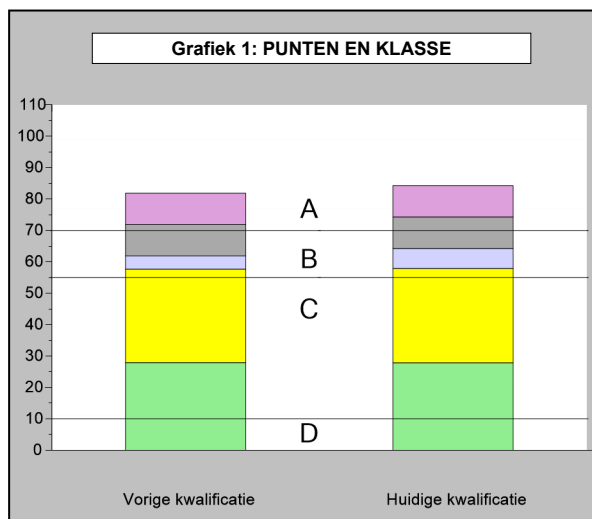 Grafiek 1: PUNTEN EN KLASSE
110
100
90
80
70
60
50
40
30
20
10
0
A
B
C
D
Vorige kwalificatie
Huidige kwalificatie